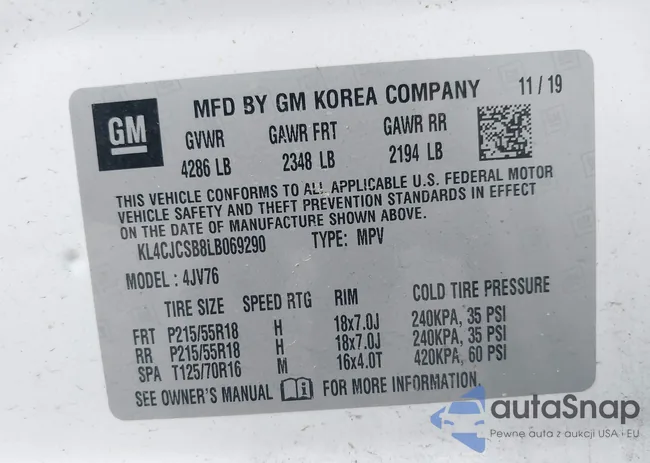 GM
MFD BY GM KOREA COMPANY 11 / 19
GVWR GAWR FRT GAWR RR
4286 LB 2348 LB 2194 LB
THIS VEHICLE CONFORMS TO ALL APPLICABLE U.S. FEDERAL MOTOR
VEHICLE SAFETY AND THEFT PREVENTION STANDARDS IN EFFECT
ON THE DATE OF MANUFACTURE SHOWN ABOVE.
KL4CJCSB8LB069290 TYPE: MPV
MODEL : 4JV76
TIRE SIZE SPEED RTG RIM COLD TIRE PRESSURE
FRT P215/55R18 H 18x7.0J 240KPA, 35 PSI
RR P215/55R18 H 18x7.0J 240KPA, 35 PSI
SPA T125/70R16 M 16x4.0T 420KPA, 60 PSI
SEE OWNER'S MANUAL FOR MORE INFORMATION.
autaSnap
Pewne auta z aukcji USA i EU